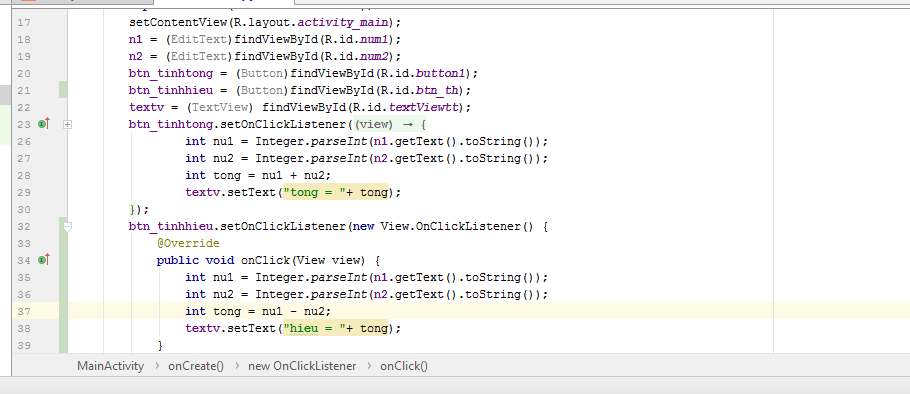 17 setContentView(R.layout.activity_main);
18 n1 = (EditText)findViewById(R.id.num1);
19 n2 = (EditText)findViewById(R.id.num2);
20 btn_tinhtong = (Button)findViewById(R.id.button1);
21 btn_tinhhieu = (Button)findViewById(R.id.btn_th);
22 textv = (TextView) findViewById(R.id.textViewtt);
23 btn_tinhtong.setOnClickListener((view) → {
26 int nu1 = Integer.parseInt(n1.getText().toString());
27 int nu2 = Integer.parseInt(n2.getText().toString());
28 int tong = nu1 + nu2;
29 textv.setText("tong = "+ tong);
30 });
32 btn_tinhhieu.setOnClickListener(new View.OnClickListener() {
33 @Override
34 public void onClick(View view) {
35 int nu1 = Integer.parseInt(n1.getText().toString());
36 int nu2 = Integer.parseInt(n2.getText().toString());
37 int tong = nu1 - nu2;
38 textv.setText("hieu = "+ tong);
39 }
MainActivity › onCreate() › new OnClickListener › onClick()